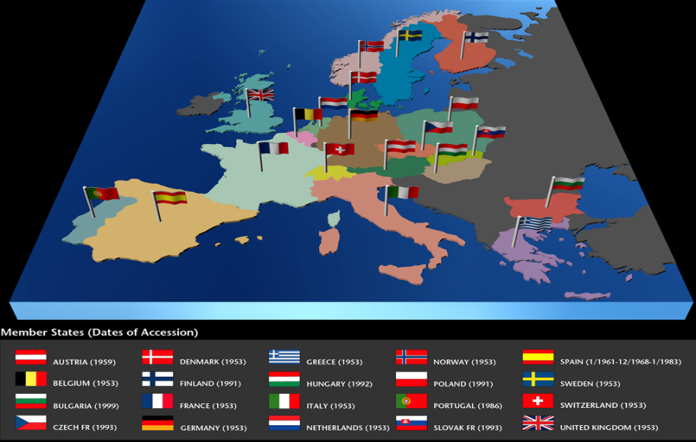 Member States (Dates of Accession)
AUSTRIA (1959) DENMARK (1953) GREECE (1953) NORWAY (1953) SPAIN (1/1961-12/1968-1/1983)
BELGIUM (1953) FINLAND (1991) HUNGARY (1992) POLAND (1991) SWEDEN (1953)
BULGARIA (1999) FRANCE (1953) ITALY (1953) PORTUGAL (1986) SWITZERLAND (1953)
CZECH FR (1993) GERMANY (1953) NETHERLANDS (1953) SLOVAK FR (1993) UNITED KINGDOM (1953)